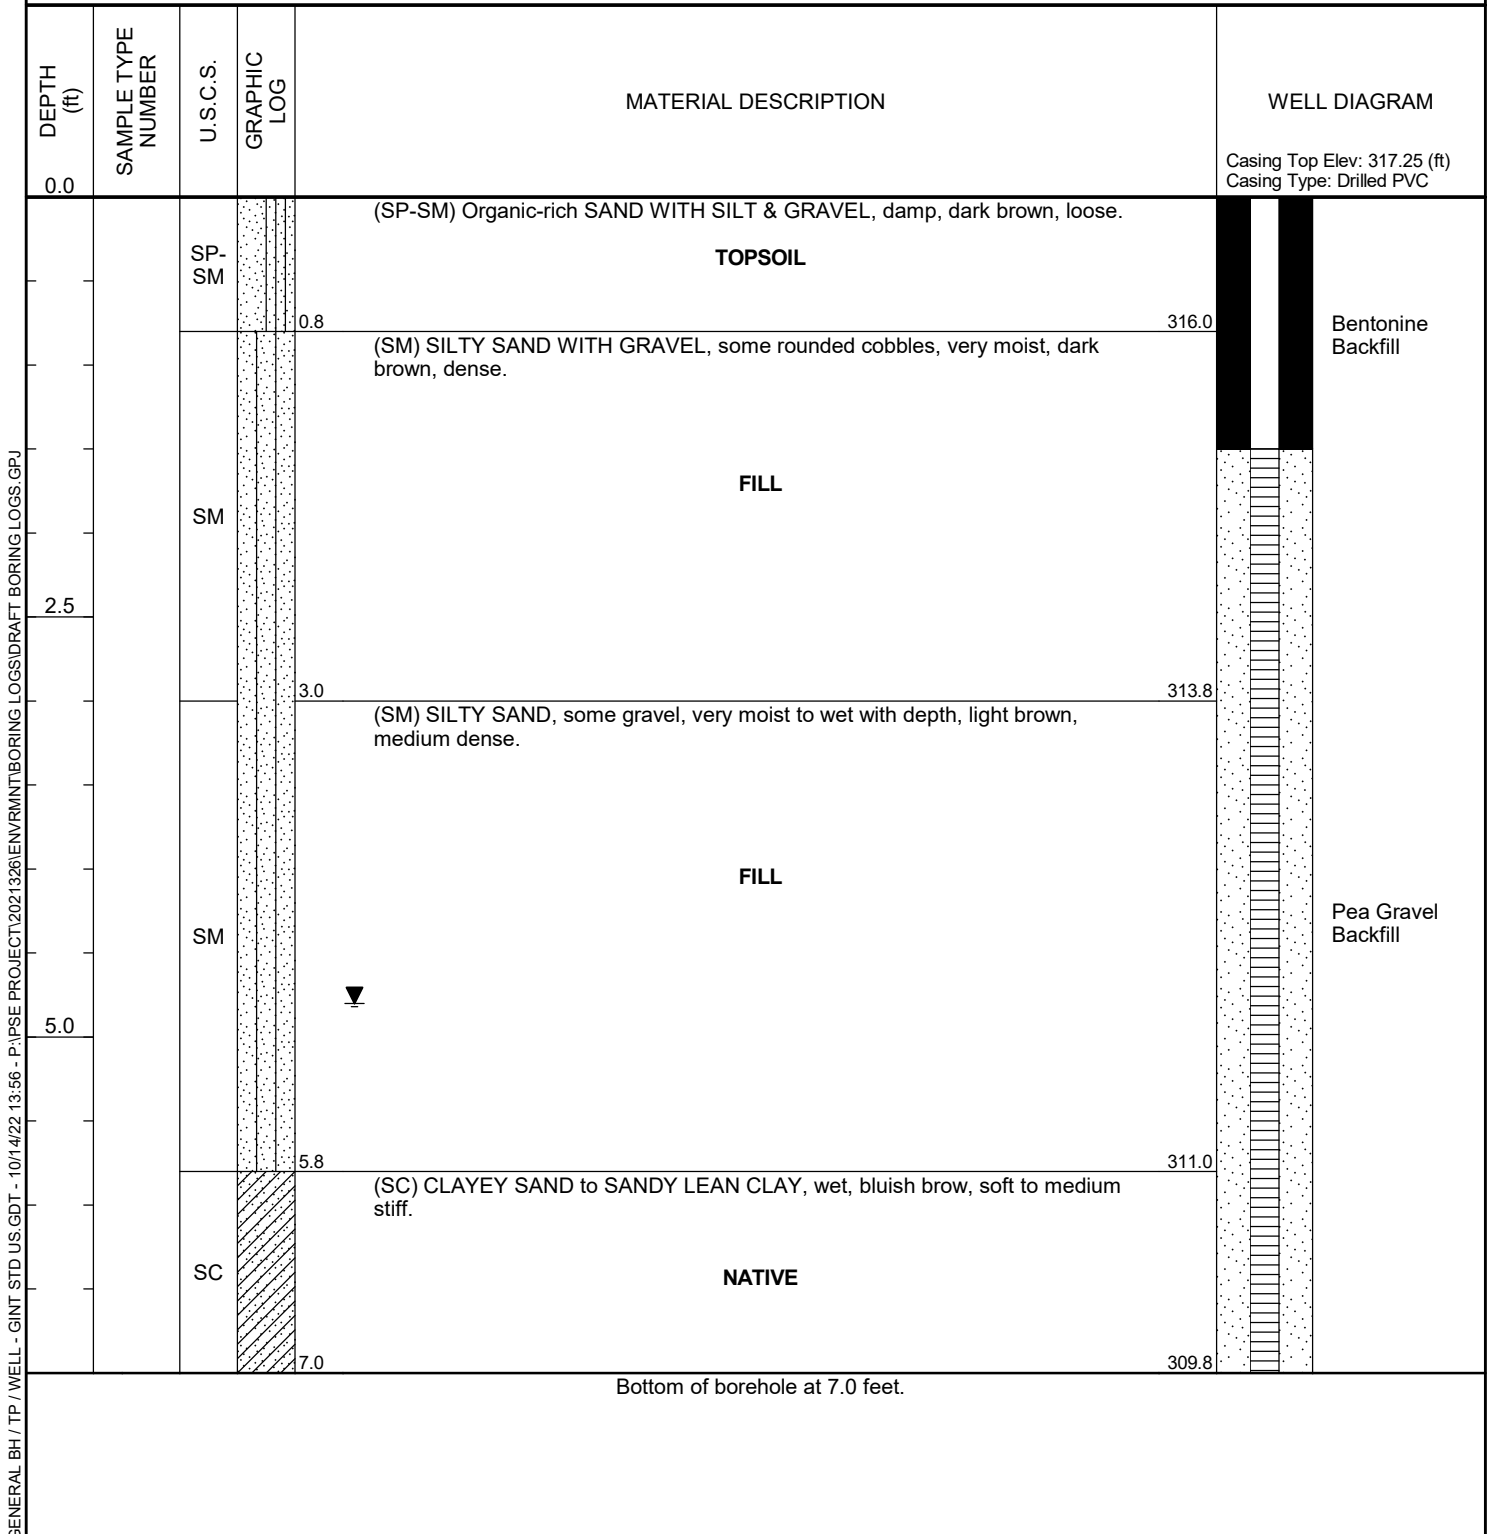 DEPTH
(ft)
SAMPLE TYPE
NUMBER
U.S.C.S.
GRAPHIC
LOG
MATERIAL DESCRIPTION
WELL DIAGRAM
Casing Top Elev: 317.25 (ft)
Casing Type: Drilled PVC
0.0
(SP-SM) Organic-rich SAND WITH SILT & GRAVEL, damp, dark brown, loose.
SP-
SM
TOPSOIL
0.8
316.0
Bentonine
Backfill
(SM) SILTY SAND WITH GRAVEL, some rounded cobbles, very moist, dark
brown, dense.
FILL
SM
2.5
3.0
313.8
(SM) SILTY SAND, some gravel, very moist to wet with depth, light brown,
medium dense.
FILL
SM
Pea Gravel
Backfill
5.0
5.8
311.0
(SC) CLAYEY SAND to SANDY LEAN CLAY, wet, bluish brow, soft to medium
stiff.
SC
NATIVE
7.0
309.8
Bottom of borehole at 7.0 feet.
GENERAL BH / TP / WELL - GINT STD US.GDT - 10/14/22 13:56 - P:\PSE PROJECT\2021326\ENVRMNT\BORING LOGS\DRAFT BORING LOGS.GPJ